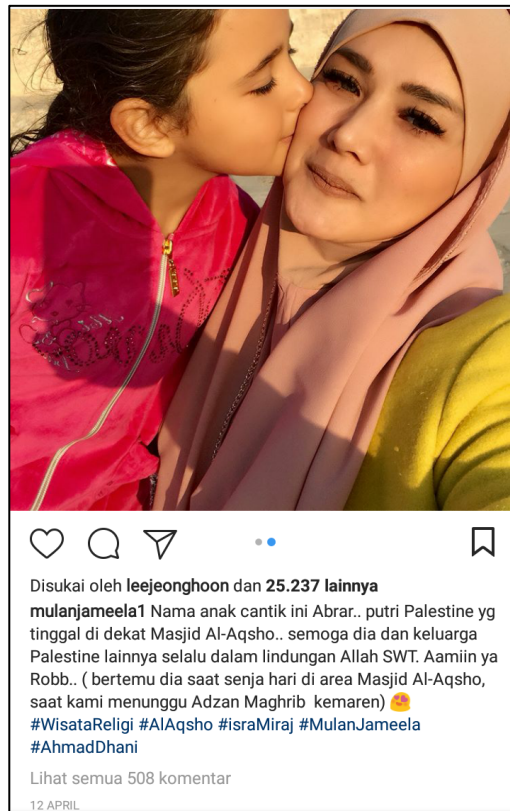 Disukai oleh leejeonghoon dan 25.237 lainnya
mulanjameela1 Nama anak cantik ini Abrar.. putri Palestine yg
tinggal di dekat Masjid Al-Aqsho.. semoga dia dan keluarga
Palestine lainnya selalu dalam lindungan Allah SWT. Aamiin ya
Robb.. ( bertemu dia saat senja hari di area Masjid Al-Aqsho,
saat kami menunggu Adzan Maghrib kemaren) 😍
#WisataReligi #AlAqsho #israMiraj #MulanJameela
#AhmadDhani
Lihat semua 508 komentar
12 APRIL